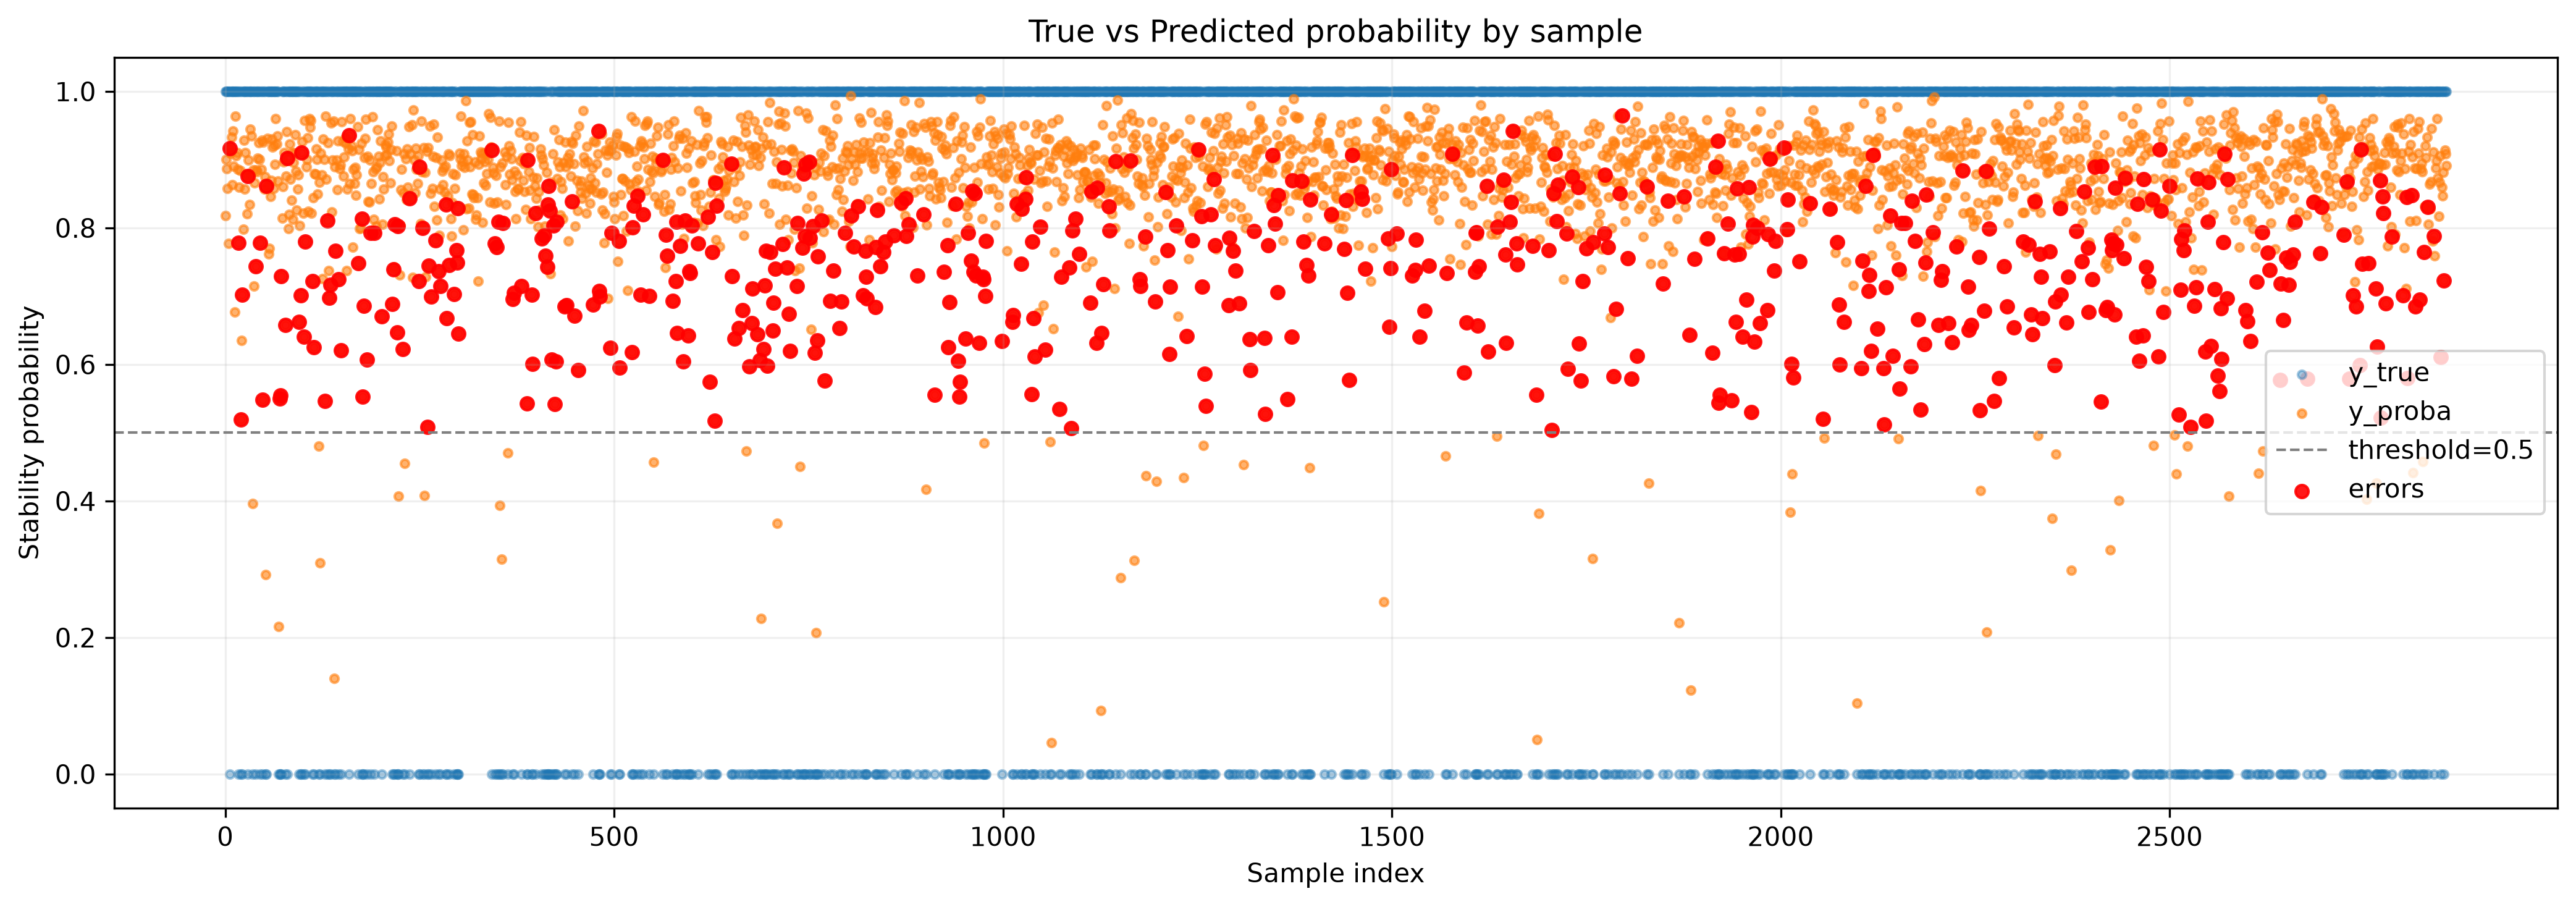 True vs Predicted probability by sample
Stability probability
1.0
0.8
0.6
0.4
0.2
0.0
y_true
y_proba
threshold=0.5
errors
0
500
1000
1500
2000
2500
Sample index